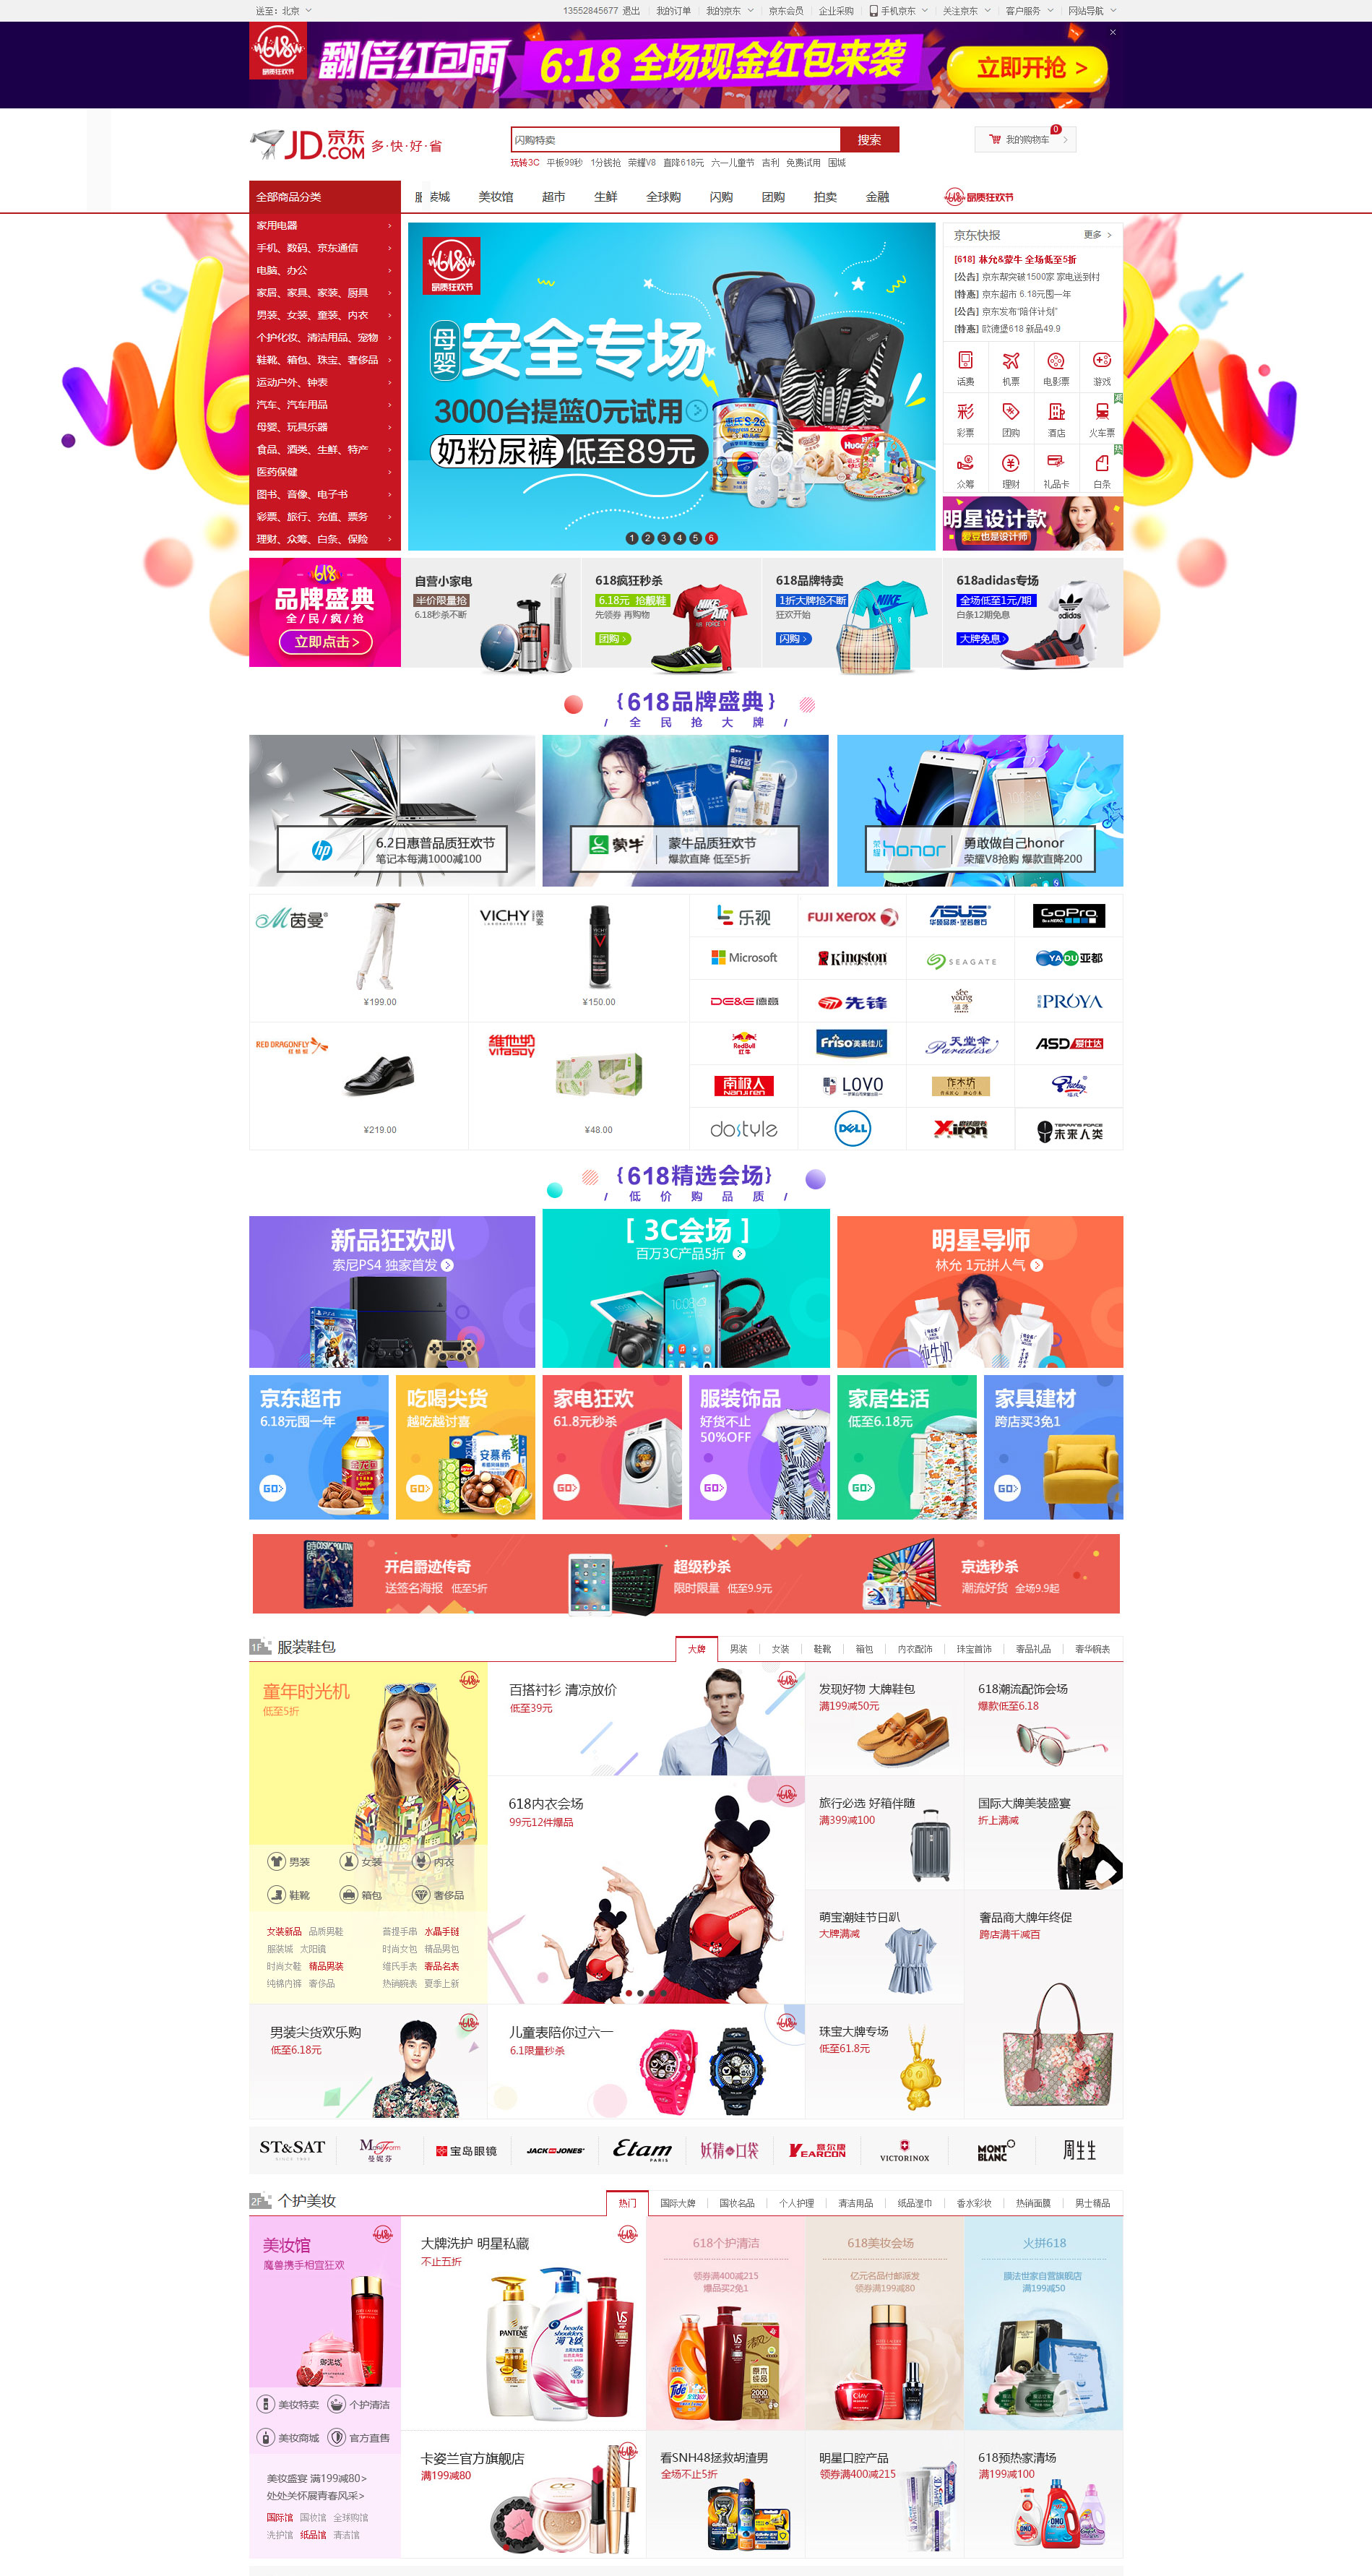 送至：北京
13552845677 退出 我的订单 我的京东 京东会员 企业采购 手机京东 关注京东 客户服务 网站导航
618 品质狂欢节
翻倍红包雨 6:18 全场现金红包来袭 立即开抢 >
JD.COM 京东 多·快·好·省
闪购特卖 搜索
我的购物车 0
玩转3C 平板99秒 1分钱抢 荣耀V8 直降618元 六一儿童节 吉利 免费试用 围城
全部商品分类
服装城 美妆馆 超市 生鲜 全球购 闪购 团购 拍卖 金融 618 品质狂欢节
家用电器
手机、数码、京东通信
电脑、办公
家居、家具、家装、厨具
男装、女装、童装、内衣
个护化妆、清洁用品、宠物
鞋靴、箱包、珠宝、奢侈品
运动户外、钟表
汽车、汽车用品
母婴、玩具乐器
食品、酒类、生鲜、特产
医药保健
图书、音像、电子书
彩票、旅行、充值、票务
理财、众筹、白条、保险
618 品质狂欢节
母婴 安全专场
3000台提篮0元试用
奶粉尿裤 低至89元
1 2 3 4 5 6
京东快报 更多 >
[618] 林允&蒙牛 全场低至5折
[公告] 京东帮突破1500家 家电送到村
[特惠] 京东超市 6.18元囤一年
[公告] 京东发布“陪伴计划”
[特惠] 欧德堡618 新品49.9
话费 机票 电影票 游戏
彩票 团购 酒店 火车票
众筹 理财 礼品卡 白条
明星设计款
爱豆也是设计师
618
品牌盛典
全/民/疯/抢
立即点击>
自营小家电
半价限量抢
6.18秒杀不断
618疯狂秒杀
6.18元 抢靓鞋
先领券 再购物
团购 >
618品牌特卖
1折大牌抢不断
狂欢开始
闪购 >
618adidas专场
全场低至1元/期
白条12期免息
大牌免息>
{618品牌盛典}
/ 全 民 抢 大 牌 /
hp 6.2日惠普品质狂欢节
笔记本每满1000减100
蒙牛 蒙牛品质狂欢节
爆款直降 低至5折
荣耀 honor 勇敢做自己honor
荣耀V8抢购 爆款直降200
茵曼
¥199.00
VICHY LABORATOIRES 薇姿
¥150.00
RED DRAGONFLY 红蜻蜓
¥219.00
維他奶 vitasoy
¥48.00
乐视 FUJI XEROX ASUS 华硕品质·坚若磐石 GoPro
Microsoft Kingston TECHNOLOGY SEAGATE YADU亚都
DE&E德意 先锋 see young 滋源 PROYA
RedBull 红牛 Friso美素佳儿 天堂伞 Paradise ASD爱仕达
南极人 Nanjiren LOVO 作木坊
dostyle DELL X-iron TERRANS FORCE 未来人类
{618精选会场}
/ 低 价 购 品 质 /
新品狂欢趴
索尼PS4 独家首发
[ 3C会场 ]
百万3C产品5折
明星导师
林允 1元拼人气
京东超市
6.18元囤一年
GO>
吃喝尖货
越吃越讨喜
GO>
家电狂欢
61.8元秒杀
GO>
服装饰品
好货不止
50%OFF
GO>
家居生活
低至6.18元
GO>
家具建材
跨店买3免1
GO>
开启爵迹传奇
送签名海报 低至5折
超级秒杀
限时限量 低至9.9元
京选秒杀
潮流好货 全场9.9起
1F 服装鞋包
大牌 男装 女装 鞋靴 箱包 内衣配饰 珠宝首饰 奢品礼品 奢华腕表
童年时光机
低至5折
男装 女装 内衣
鞋靴 箱包 奢侈品
女装新品 品质男鞋 菩提手串 水晶手链
服装城 太阳镜 时尚女包 精品男包
时尚女鞋 精品男装 维氏手表 奢品名表
纯棉内裤 奢侈品 热销腕表 夏季上新
百搭衬衫 清凉放价
低至39元
618内衣会场
99元12件爆品
发现好物 大牌鞋包
满199减50元
618潮流配饰会场
爆款低至6.18
旅行必选 好箱伴随
满399减100
国际大牌美装盛宴
折上满减
萌宝潮娃节日趴
大牌满减
奢品商大牌年终促
跨店满千减百
男装尖货欢乐购
低至6.18元
儿童表陪你过六一
6.1限量秒杀
珠宝大牌专场
低至61.8元
ST&SAT SINCE 1985 曼妮芬 宝岛眼镜 JACK JONES Etam PARIS 妖精の口袋 YEARCON 意尔康 VICTORINOX MONT BLANC 周生生
2F 个护美妆
热门 国际大牌 国妆名品 个人护理 清洁用品 纸品湿巾 香水彩妆 热销面膜 男士精品
美妆馆
魔兽携手相宜狂欢
美妆特卖 个护清洁
美妆商城 官方直售
美妆盛宴 满199减80>
处处关怀展青春风采>
国际馆 国妆馆 全球购馆
洗护馆 纸品馆 清洁馆
大牌洗护 明星私藏
不止五折
618个护清洁
领券满400减215
爆品买2免1
618美妆会场
亿元名品付邮派发
领券满199减80
火拼618
膜法世家自营旗舰店
满199减50
卡姿兰官方旗舰店
满199减80
看SNH48拯救胡渣男
全场不止5折
明星口腔产品
领券满400减215
618预热家清场
满199减100